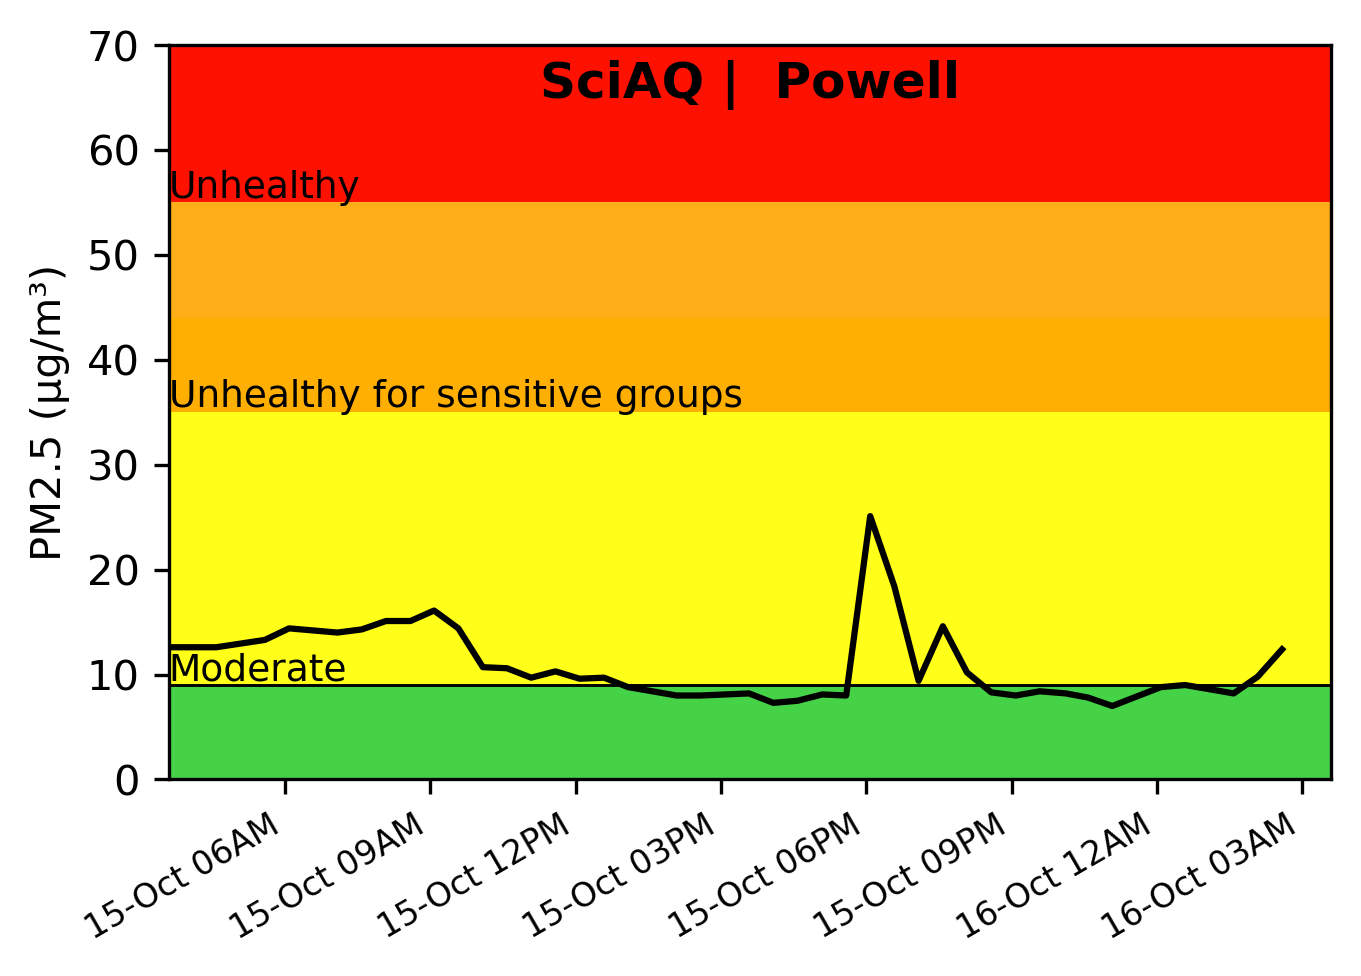 SciAQ |  Powell
PM2.5 (µg/m³)
70
60
50
40
30
20
10
0
Unhealthy
Unhealthy for sensitive groups
Moderate
15-Oct 06AM
15-Oct 09AM
15-Oct 12PM
15-Oct 03PM
15-Oct 06PM
15-Oct 09PM
16-Oct 12AM
16-Oct 03AM